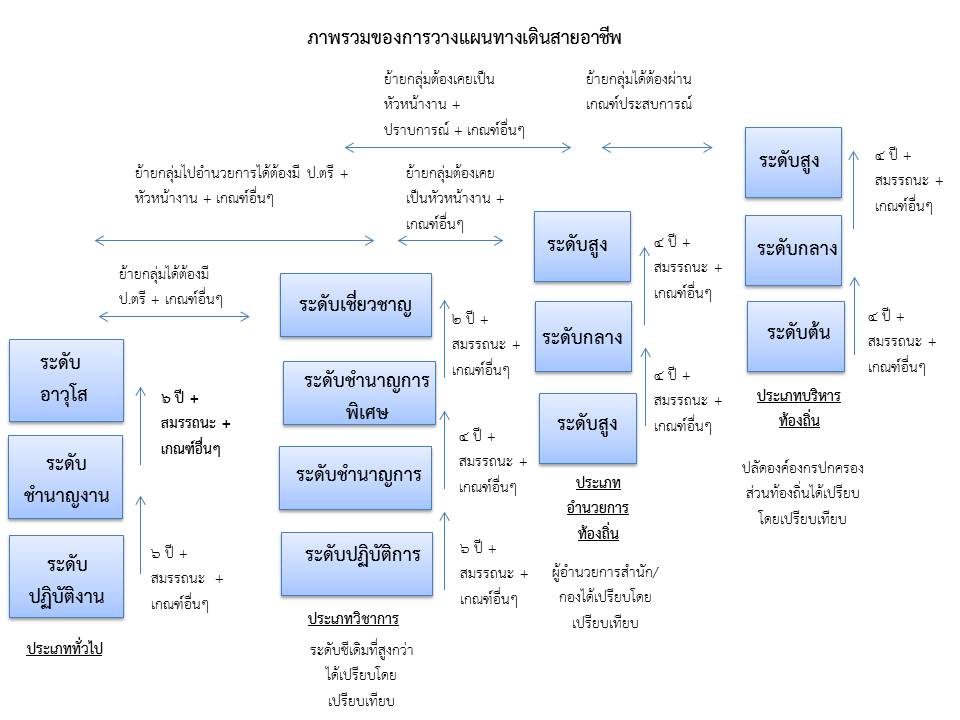 ภาพรวมของการวางแผนทางเดินสายอาชีพ
ย้ายกลุ่มต้องเคยเป็น
หัวหน้างาน +
ปราบการณ์ + เกณฑ์อื่นๆ
ย้ายกลุ่มได้ต้องผ่าน
เกณฑ์ประสบการณ์
ย้ายกลุ่มไปอำนวยการได้ต้องมี ป.ตรี +
หัวหน้างาน + เกณฑ์อื่นๆ
ย้ายกลุ่มต้องเคย
เป็นหัวหน้างาน +
เกณฑ์อื่นๆ
ย้ายกลุ่มได้ต้องมี
ป.ตรี + เกณฑ์อื่นๆ
ระดับ
อาวุโส
ระดับ
ชำนาญงาน
ระดับ
ปฏิบัติงาน
๖ ปี +
สมรรถนะ +
เกณฑ์อื่นๆ
๖ ปี +
สมรรถนะ +
เกณฑ์อื่นๆ
ประเภททั่วไป
ระดับเชี่ยวชาญ
ระดับชำนาญการ
พิเศษ
ระดับชำนาญการ
ระดับปฏิบัติการ
๒ ปี +
สมรรถนะ +
เกณฑ์อื่นๆ
๔ ปี +
สมรรถนะ +
เกณฑ์อื่นๆ
๖ ปี +
สมรรถนะ +
เกณฑ์อื่นๆ
ประเภทวิชาการ
ระดับซีเดิมที่สูงกว่า
ได้เปรียบโดย
เปรียบเทียบ
ระดับสูง
ระดับกลาง
ระดับสูง
๔ ปี +
สมรรถนะ +
เกณฑ์อื่นๆ
๔ ปี +
สมรรถนะ +
เกณฑ์อื่นๆ
ประเภท
อำนวยการ
ท้องถิ่น
ผู้อำนวยการสำนัก/
กองได้เปรียบโดย
เปรียบเทียบ
ระดับสูง
ระดับกลาง
ระดับต้น
๔ ปี +
สมรรถนะ +
เกณฑ์อื่นๆ
๔ ปี +
สมรรถนะ +
เกณฑ์อื่นๆ
ประเภทบริหาร
ท้องถิ่น
ปลัดองค์องกรปกครอง
ส่วนท้องถิ่นได้เปรียบ
โดยเปรียบเทียบ